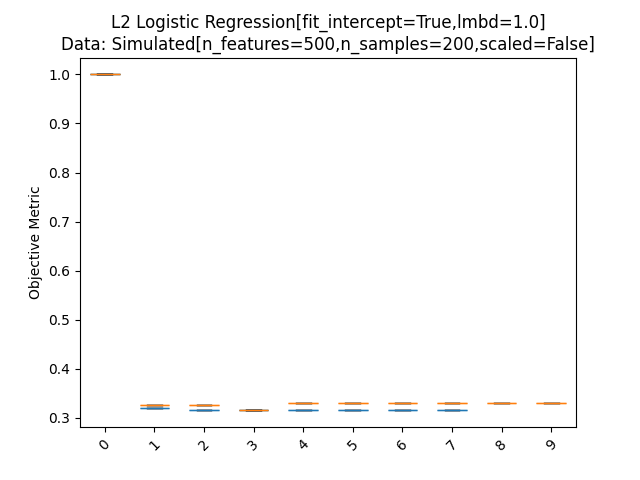 L2 Logistic Regression[fit_intercept=True,lmbd=1.0]
Data: Simulated[n_features=500,n_samples=200,scaled=False]
Objective Metric
1.0
0.9
0.8
0.7
0.6
0.5
0.4
0.3
0 1 2 3 4 5 6 7 8 9